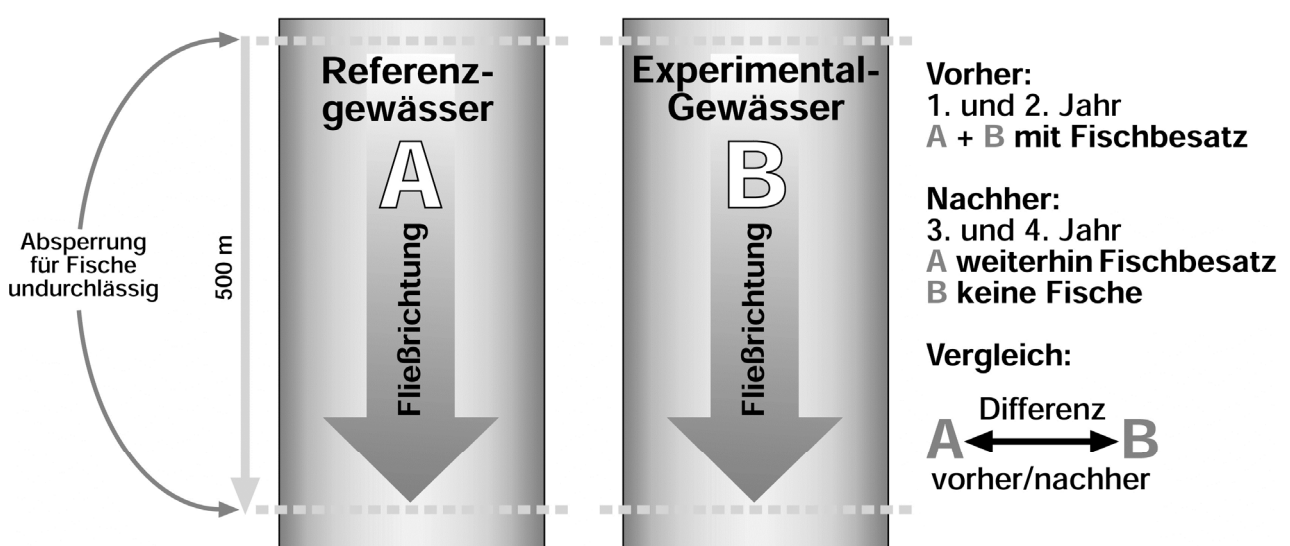 Absperrung
für Fische
undurchlässig
500 m
Referenz-
gewässer
A
Fließrichtung
Experimental-
Gewässer
B
Fließrichtung
Vorher:
1. und 2. Jahr
A + B mit Fischbesatz
Nachher:
3. und 4. Jahr
A weiterhin Fischbesatz
B keine Fische
Vergleich:
Differenz
A B
vorher/nachher